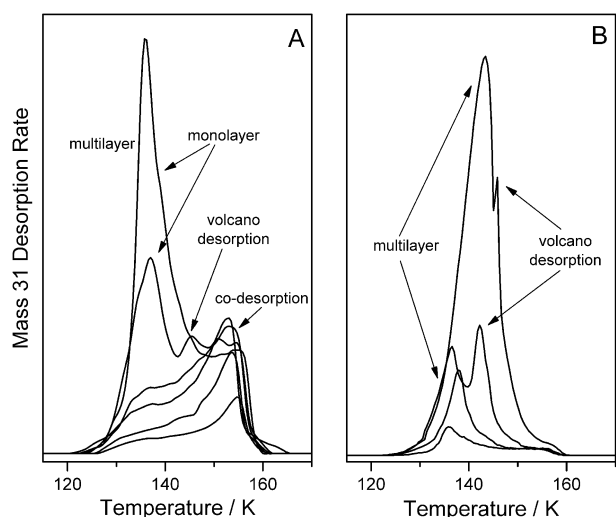 A
B
Mass 31 Desorption Rate
multilayer
monolayer
volcano
desorption
co-desorption
multilayer
volcano
desorption
120
140
160
120
140
160
Temperature / K
Temperature / K